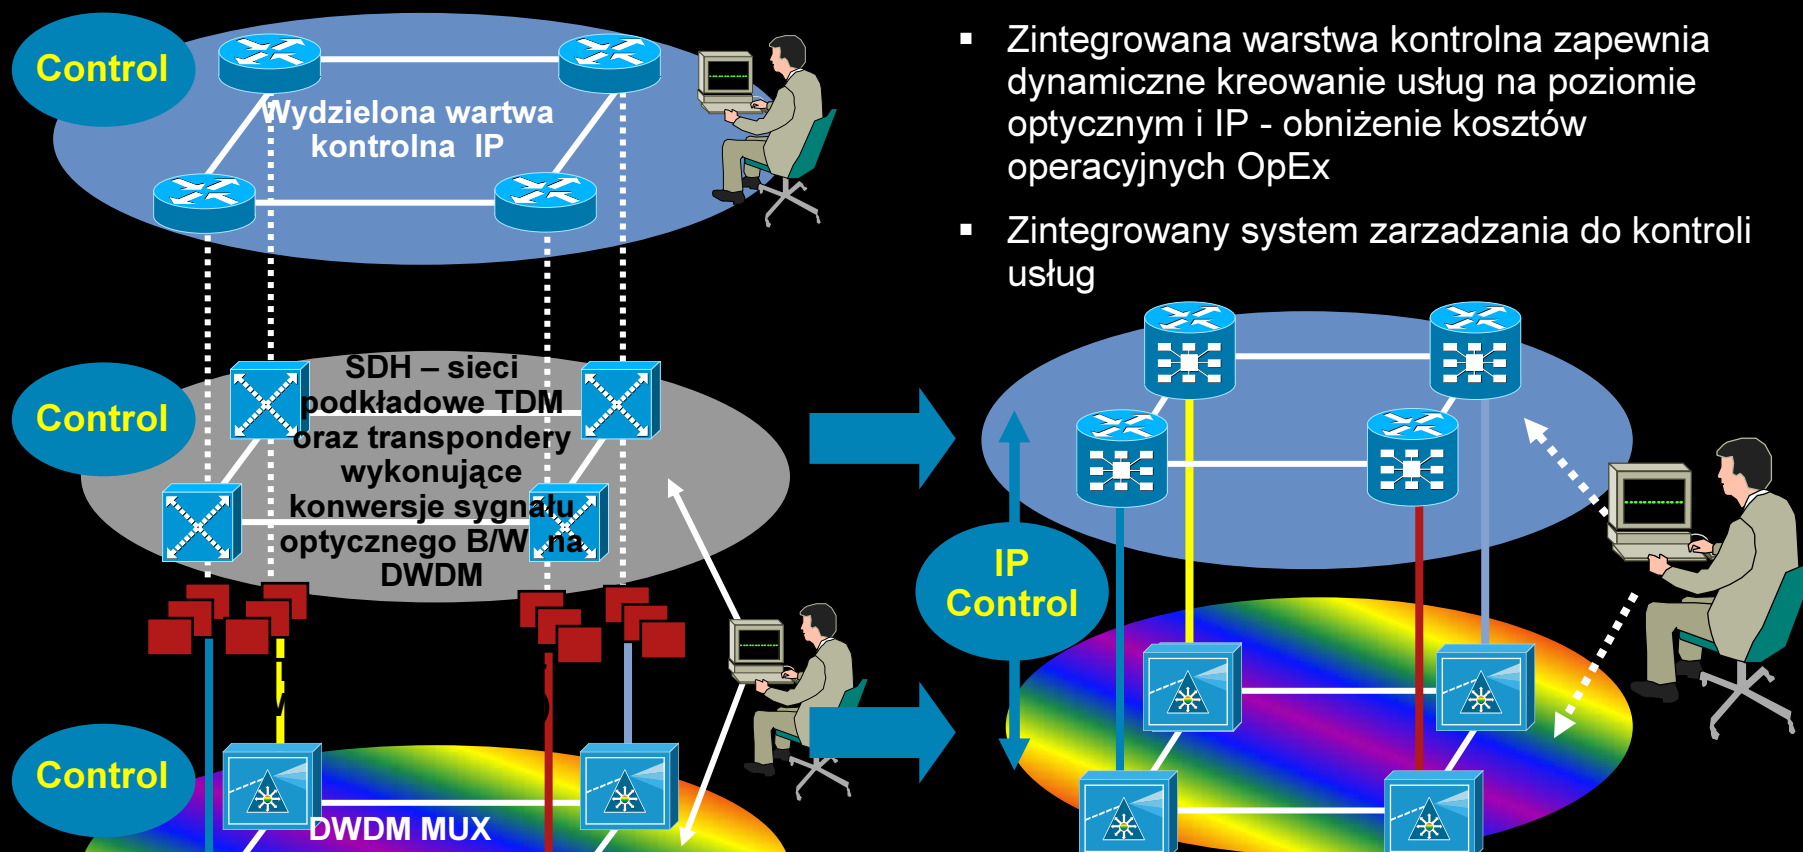 Control
Wydzielona wartwa
kontrolna IP
Control
SDH – sieci
podkładowe TDM
oraz transpondery
wykonujące
konwersje sygnału
optycznego B/W na
DWDM
Control
DWDM MUX
▪ Zintegrowana warstwa kontrolna zapewnia
dynamiczne kreowanie usług na poziomie
optycznym i IP - obniżenie kosztów
operacyjnych OpEx
▪ Zintegrowany system zarzadzania do kontroli
usług
IP
Control